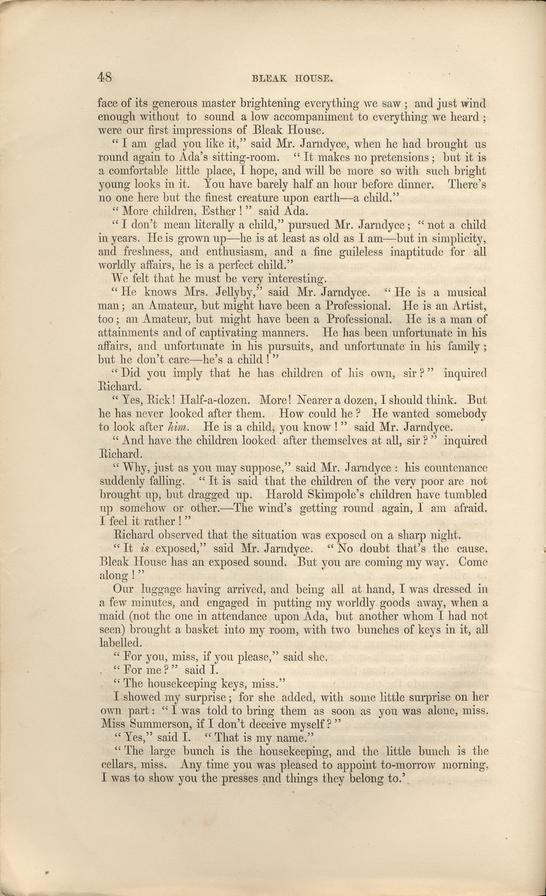 48 BLEAK HOUSE.
face of its generous master brightening everything we saw ; and just wind
enough without to sound a low accompaniment to everything we heard ;
were our first impressions of Bleak House.
“ I am glad you like it,” said Mr. Jarndyce, when he had brought us
round again to Ada’s sitting-room. “ It makes no pretensions ; but it is
a comfortable little place, I hope, and will be more so with such bright
young looks in it. You have barely half an hour before dinner. There’s
no one here but the finest creature upon earth—a child.”
“ More children, Esther ! ” said Ada.
“ I don’t mean literally a child,” pursued Mr. Jarndyce ; “ not a child
in years. He is grown up—he is at least as old as I am—but in simplicity,
and freshness, and enthusiasm, and a fine guileless inaptitude for all
worldly affairs, he is a perfect child.”
We felt that he must be very interesting.
“ He knows Mrs. Jellyby,” said Mr. Jarndyce. “ He is a musical
man ; an Amateur, but might have been a Professional. He is an Artist,
too ; an Amateur, but might have been a Professional. He is a man of
attainments and of captivating manners. He has been unfortunate in his
affairs, and unfortunate in his pursuits, and unfortunate in his family ;
but he don’t care—he’s a child ! ”
“ Did you imply that he has children of his own, sir ? ” inquired
Richard.
“ Yes, Rick! Half-a-dozen. More! Nearer a dozen, I should think. But
he has never looked after them. How could he ? He wanted somebody
to look after him. He is a child, you know ! ” said Mr. Jarndyce.
“ And have the children looked after themselves at all, sir ? ” inquired
Richard.
“ Why, just as you may suppose,” said Mr. Jarndyce : his countenance
suddenly falling. “ It is said that the children of the very poor are not
brought up, but dragged up. Harold Skimpole’s children have tumbled
up somehow or other.—The wind’s getting round again, I am afraid.
I feel it rather ! ”
Richard observed that the situation was exposed on a sharp night.
“ It is exposed,” said Mr. Jarndyce. “ No doubt that’s the cause.
Bleak House has an exposed sound. But you are coming my way. Come
along ! ”
Our luggage having arrived, and being all at hand, I was dressed in
a few minutes, and engaged in putting my worldly goods away, when a
maid (not the one in attendance upon Ada, but another whom I had not
seen) brought a basket into my room, with two bunches of keys in it, all
labelled.
“ For you, miss, if you please,” said she.
“ For me ? ” said I.
“ The housekeeping keys, miss.”
I showed my surprise ; for she added, with some little surprise on her
own part : “ I was told to bring them as soon as you was alone, miss.
Miss Summerson, if I don’t deceive myself ? ”
“ Yes,” said I. “ That is my name.”
“ The large bunch is the housekeeping, and the little bunch is the
cellars, miss. Any time you was pleased to appoint to-morrow morning,
I was to show you the presses and things they belong to.’